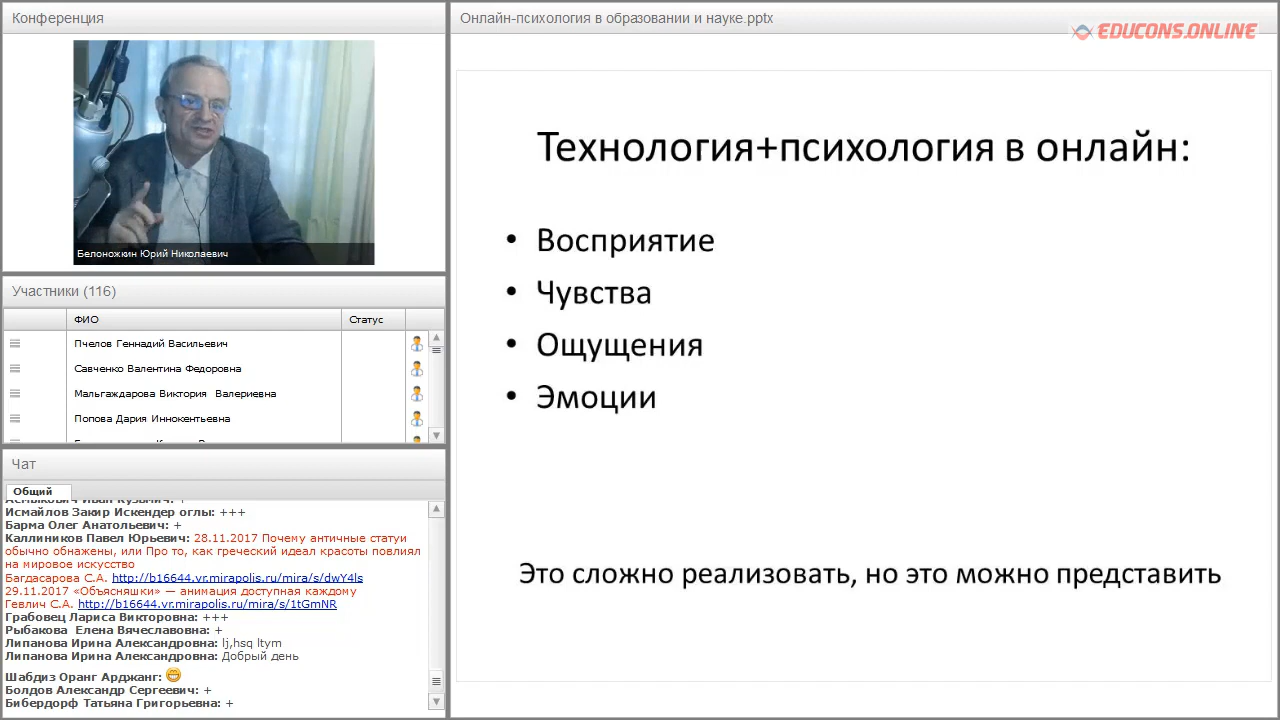 Конференция
Белоножкин Юрий Николаевич
Участники (116)
ФИО Статус
Пчелов Геннадий Васильевич
Савченко Валентина Федоровна
Мальгаждарова Виктория Валериевна
Попова Дария Иннокентьевна
Чат
Общий
Исмайлов Закир Искендер оглы: +++
Барма Олег Анатольевич: +
Каллиников Павел Юрьевич: 28.11.2017 Почему античные статуи
обычно обнажены, или Про то, как греческий идеал красоты повлиял
на мировое искусство
Багдасарова С.А. http://b16644.vr.mirapolis.ru/mira/s/dwY4ls
29.11.2017 «Объясняшки» — анимация доступная каждому
Гевлич С.А. http://b16644.vr.mirapolis.ru/mira/s/1tGmNR
Грабовец Лариса Викторовна: +++
Рыбакова Елена Вячеславовна: +
Липанова Ирина Александровна: lj,hsq ltym
Липанова Ирина Александровна: Добрый день
Шабдиз Оранг Арджанг:
Болдов Александр Сергеевич: +
Бибердорф Татьяна Григорьевна: +
Онлайн-психология в образовании и науке.pptx
EDUCONS.ONLINE
Технология+психология в онлайн:
• Восприятие
• Чувства
• Ощущения
• Эмоции
Это сложно реализовать, но это можно представить